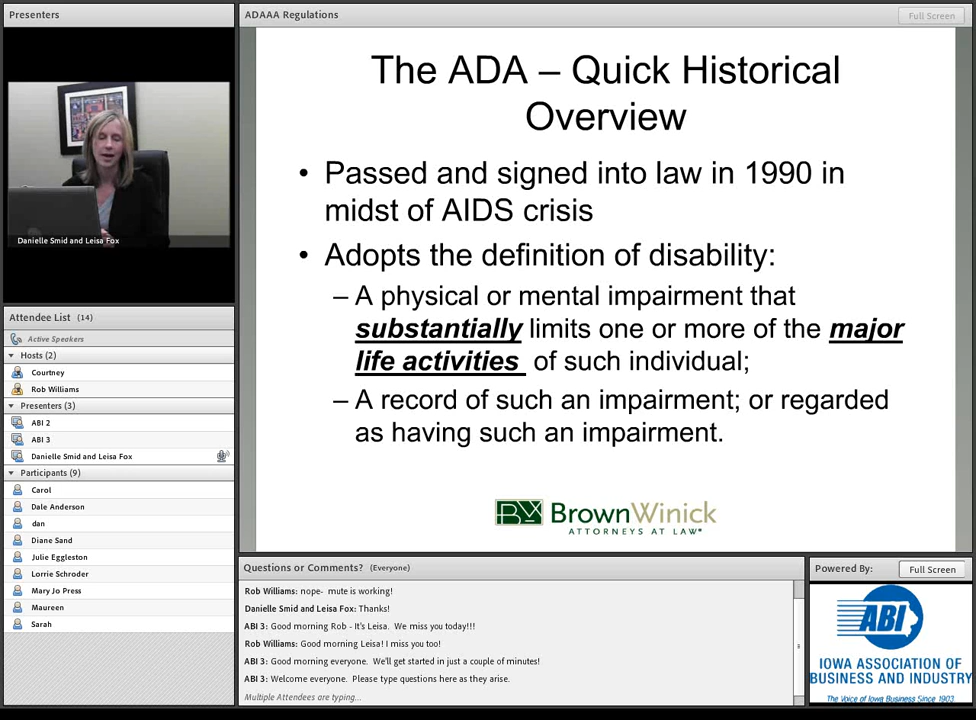 Presenters
Danielle Smid and Leisa Fox
Attendee List (14)
Active Speakers
Hosts (2)
Courtney
Rob Williams
Presenters (3)
ABI 2
ABI 3
Danielle Smid and Leisa Fox
Participants (9)
Carol
Dale Anderson
dan
Diane Sand
Julie Eggleston
Lorrie Schroder
Mary Jo Press
Maureen
Sarah
ADAAA Regulations
Full Screen
The ADA – Quick Historical
Overview
• Passed and signed into law in 1990 in
midst of AIDS crisis
• Adopts the definition of disability:
– A physical or mental impairment that
substantially limits one or more of the major
life activities of such individual;
– A record of such an impairment; or regarded
as having such an impairment.
BrownWinick
ATTORNEYS AT LAW®
Questions or Comments? (Everyone)
Rob Williams: nope- mute is working!
Danielle Smid and Leisa Fox: Thanks!
ABI 3: Good morning Rob - It's Leisa. We miss you today!!!
Rob Williams: Good morning Leisa! I miss you too!
ABI 3: Good morning everyone. We'll get started in just a couple of minutes!
ABI 3: Welcome everyone. Please type questions here as they arise.
Multiple Attendees are typing...
Powered By:
Full Screen
ABI
IOWA ASSOCIATION OF
BUSINESS AND INDUSTRY
The Voice of Iowa Business Since 1903